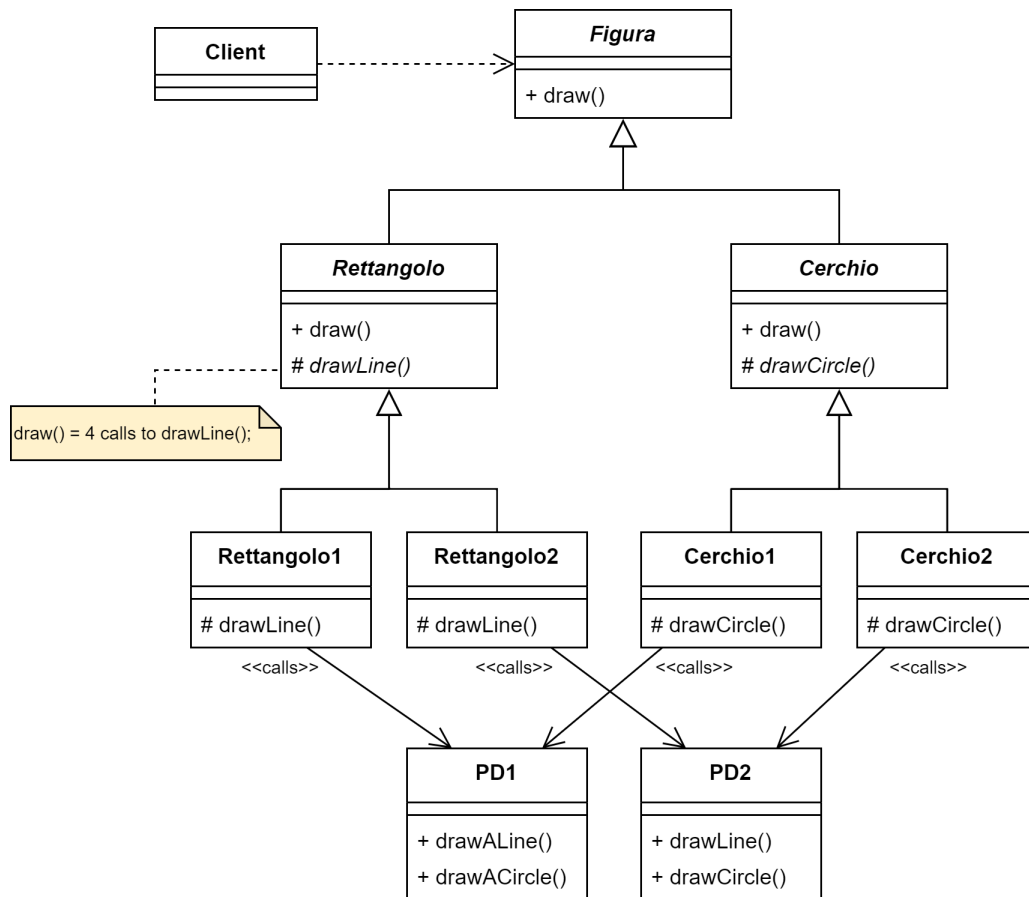 Client
Figura
+ draw()
Rettangolo
+ draw()
# drawLine()
Cerchio
+ draw()
# drawCircle()
draw() = 4 calls to drawLine();
Rettangolo1
# drawLine()
Rettangolo2
# drawLine()
Cerchio1
# drawCircle()
Cerchio2
# drawCircle()
<<calls>>
<<calls>>
<<calls>>
<<calls>>
PD1
+ drawALine()
+ drawACircle()
PD2
+ drawLine()
+ drawCircle()